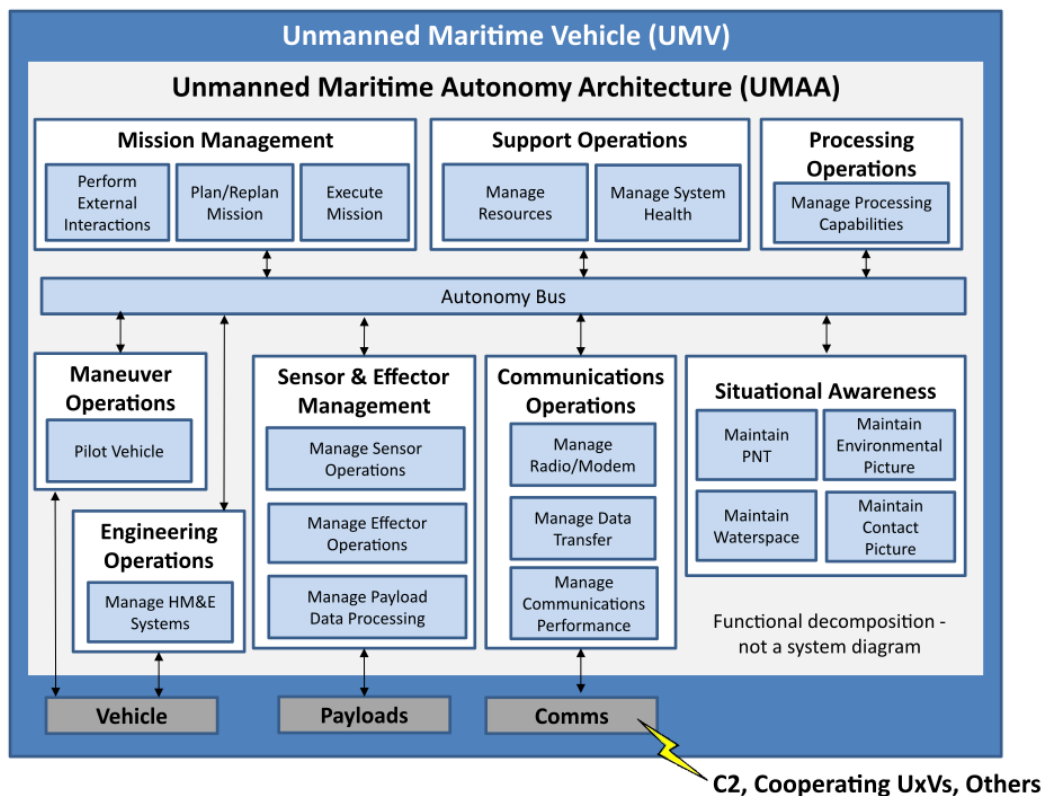 Unmanned Maritime Vehicle (UMV)
Unmanned Maritime Autonomy Architecture (UMAA)
Mission Management
Perform
External
Interactions
Plan/Replan
Mission
Execute
Mission
Support Operations
Manage
Resources
Manage System
Health
Processing
Operations
Manage Processing
Capabilities
Autonomy Bus
Maneuver
Operations
Pilot Vehicle
Engineering
Operations
Manage HM&E
Systems
Sensor & Effector
Management
Manage Sensor
Operations
Manage Effector
Operations
Manage Payload
Data Processing
Communications
Operations
Manage
Radio/Modem
Manage Data
Transfer
Manage
Communications
Performance
Situational Awareness
Maintain
PNT
Maintain
Environmental
Picture
Maintain
Waterspace
Maintain
Contact
Picture
Functional decomposition -
not a system diagram
Vehicle
Payloads
Comms
C2, Cooperating UxVs, Others